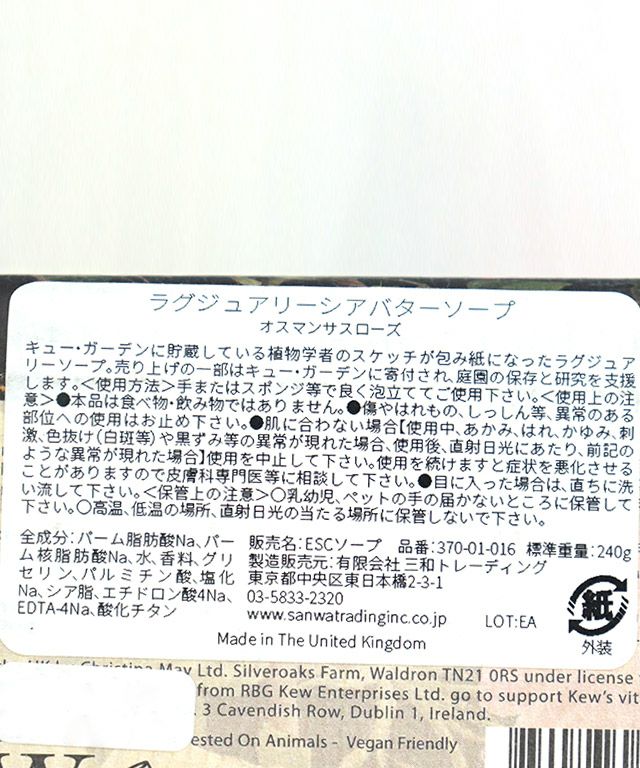 ラグジュアリーシアバターソープ
オスマンサスローズ
キュー・ガーデンに貯蔵している植物学者のスケッチが包み紙になったラグジュア
リーソープ。売り上げの一部はキュー・ガーデンに寄付され、庭園の保存と研究を支援
します。＜使用方法＞手またはスポンジ等で良く泡立ててご使用下さい。＜使用上の注
意＞●本品は食べ物・飲み物ではありません。●傷やはれもの、しっしん等、異常のある
部位への使用はお止め下さい。●肌に合わない場合【使用中、あかみ、はれ、かゆみ、刺
激、色抜け（白斑等）や黒ずみ等の異常が現れた場合、使用後、直射日光にあたり、前記の
ような異常が現れた場合】使用を中止して下さい。使用を続けますと症状を悪化させる
ことがありますので皮膚科専門医等に相談して下さい。●目に入った場合は、直ちに洗
い流して下さい。＜保管上の注意＞○乳幼児、ペットの手の届かないところに保管して
下さい。○高温、低温の場所、直射日光の当たる場所に保管しないで下さい。
全成分：パーム脂肪酸Na、パー
ム核脂肪酸Na、水、香料、グリ
セリン、パルミチン酸、塩化
Na、シア脂、エチドロン酸4Na、
EDTA-4Na、酸化チタン
販売名：ESCソープ 品番：370-01-016 標準重量：240g
製造販売元：有限会社 三和トレーディング
東京都中央区東日本橋2-3-1
03-5833-2320
www.sanwatradinginc.co.jp LOT:EA
紙
外装
Made in The United Kingdom
Christina May Ltd. Silveroaks Farm, Waldron TN21 0RS under license
from RBG Kew Enterprises Ltd. go to support Kew's vit
. 3 Cavendish Row, Dublin 1, Ireland.
ested On Animals - Vegan Friendly